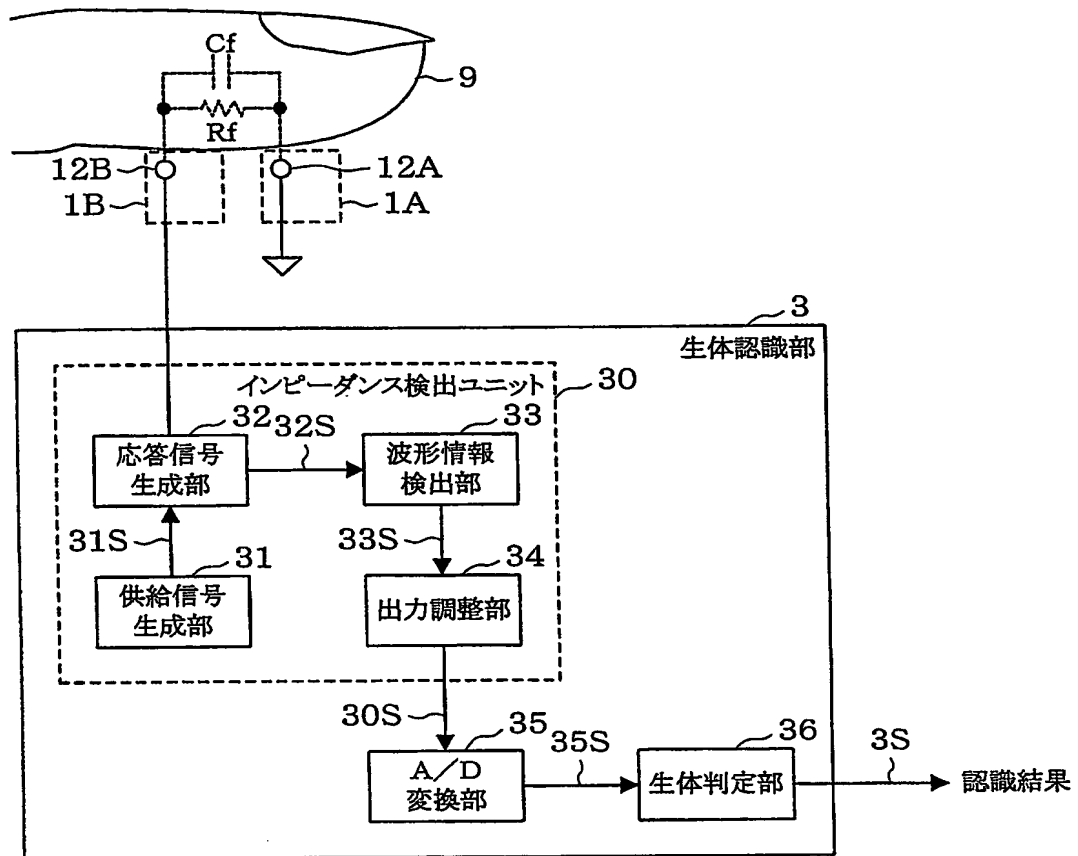 Cf
9
Rf
12B
12A
1B
1A
3
生体認識部
インピーダンス検出ユニット
30
32
32S
33
応答信号
生成部
波形情報
検出部
31S
31
33S
34
供給信号
生成部
出力調整部
30S
35
35S
36
3S
A/D
変換部
生体判定部
認識結果